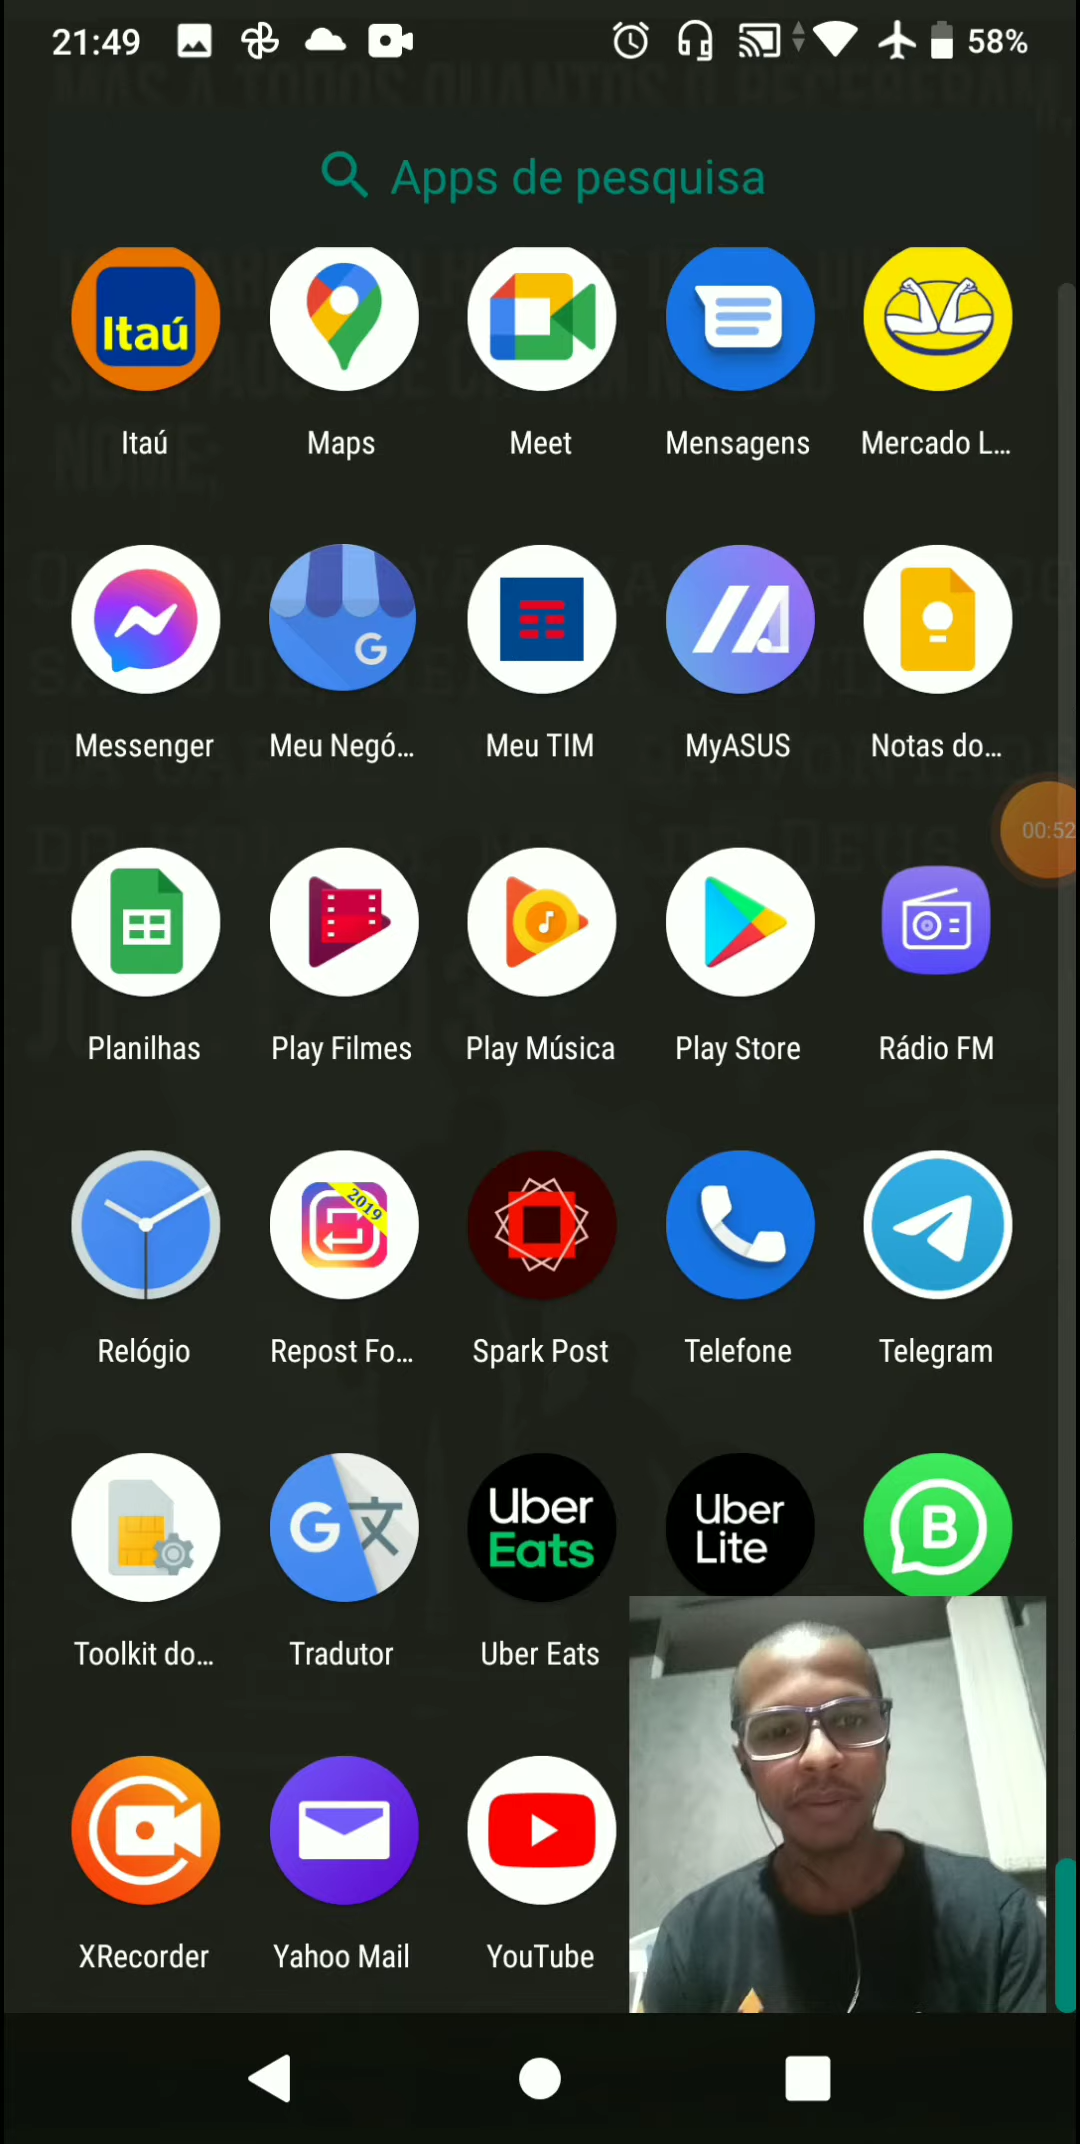 21:49 58%
Apps de pesquisa
Itaú
Itaú Maps Meet Mensagens Mercado L...
G
Messenger Meu Negó... Meu TIM MyASUS Notas do...
00:52
Planilhas Play Filmes Play Música Play Store Rádio FM
2019
Relógio Repost Fo... Spark Post Telefone Telegram
G 文 Uber Eats Uber Lite B
Toolkit do... Tradutor Uber Eats
XRecorder Yahoo Mail YouTube